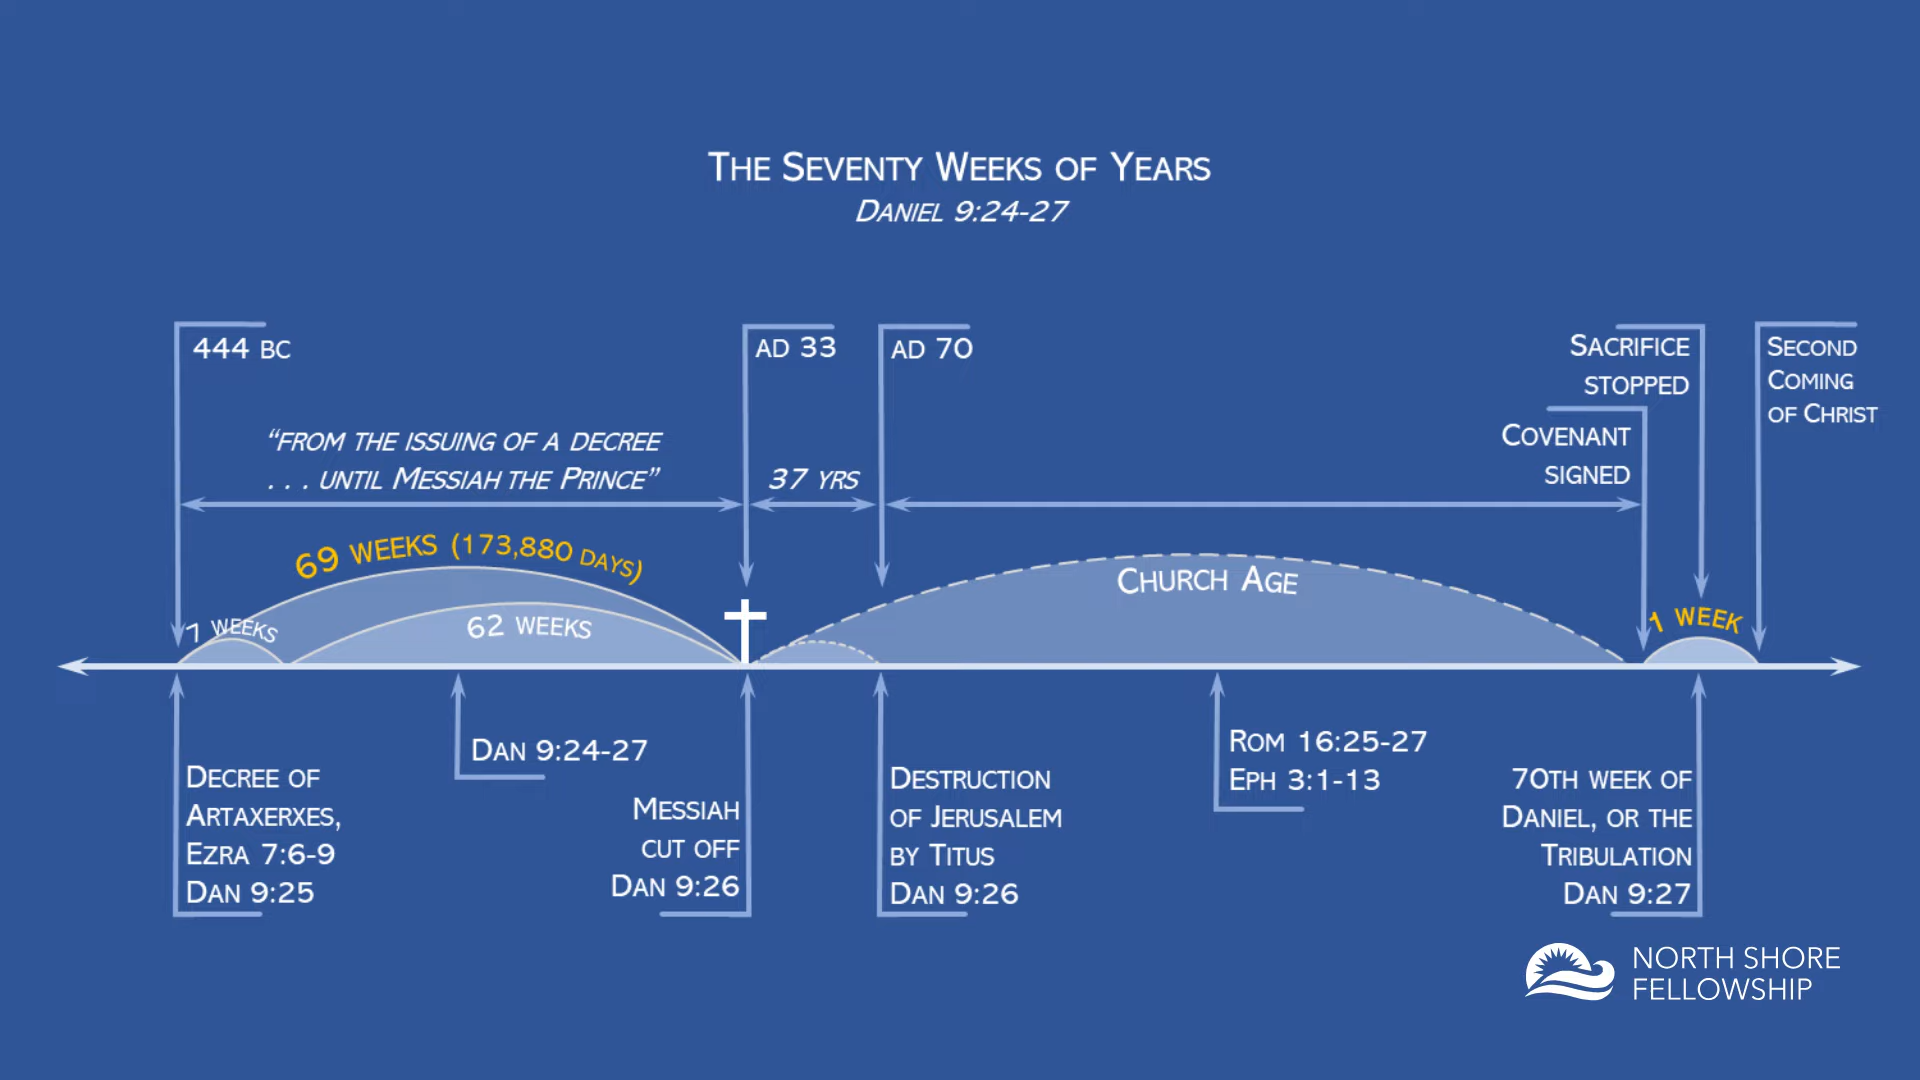 The Seventy Weeks of Years
Daniel 9:24-27
444 BC
AD 33
AD 70
Sacrifice
stopped
Second
Coming
of Christ
Covenant
signed
“from the issuing of a decree
. . . until Messiah the Prince”
37 yrs
69 weeks (173,880 days)
7 weeks
62 weeks
Church Age
1 week
Decree of
Artaxerxes,
Ezra 7:6-9
Dan 9:25
Dan 9:24-27
Messiah
cut off
Dan 9:26
Destruction
of Jerusalem
by Titus
Dan 9:26
Rom 16:25-27
Eph 3:1-13
70th week of
Daniel, or the
Tribulation
Dan 9:27
NORTH SHORE
FELLOWSHIP